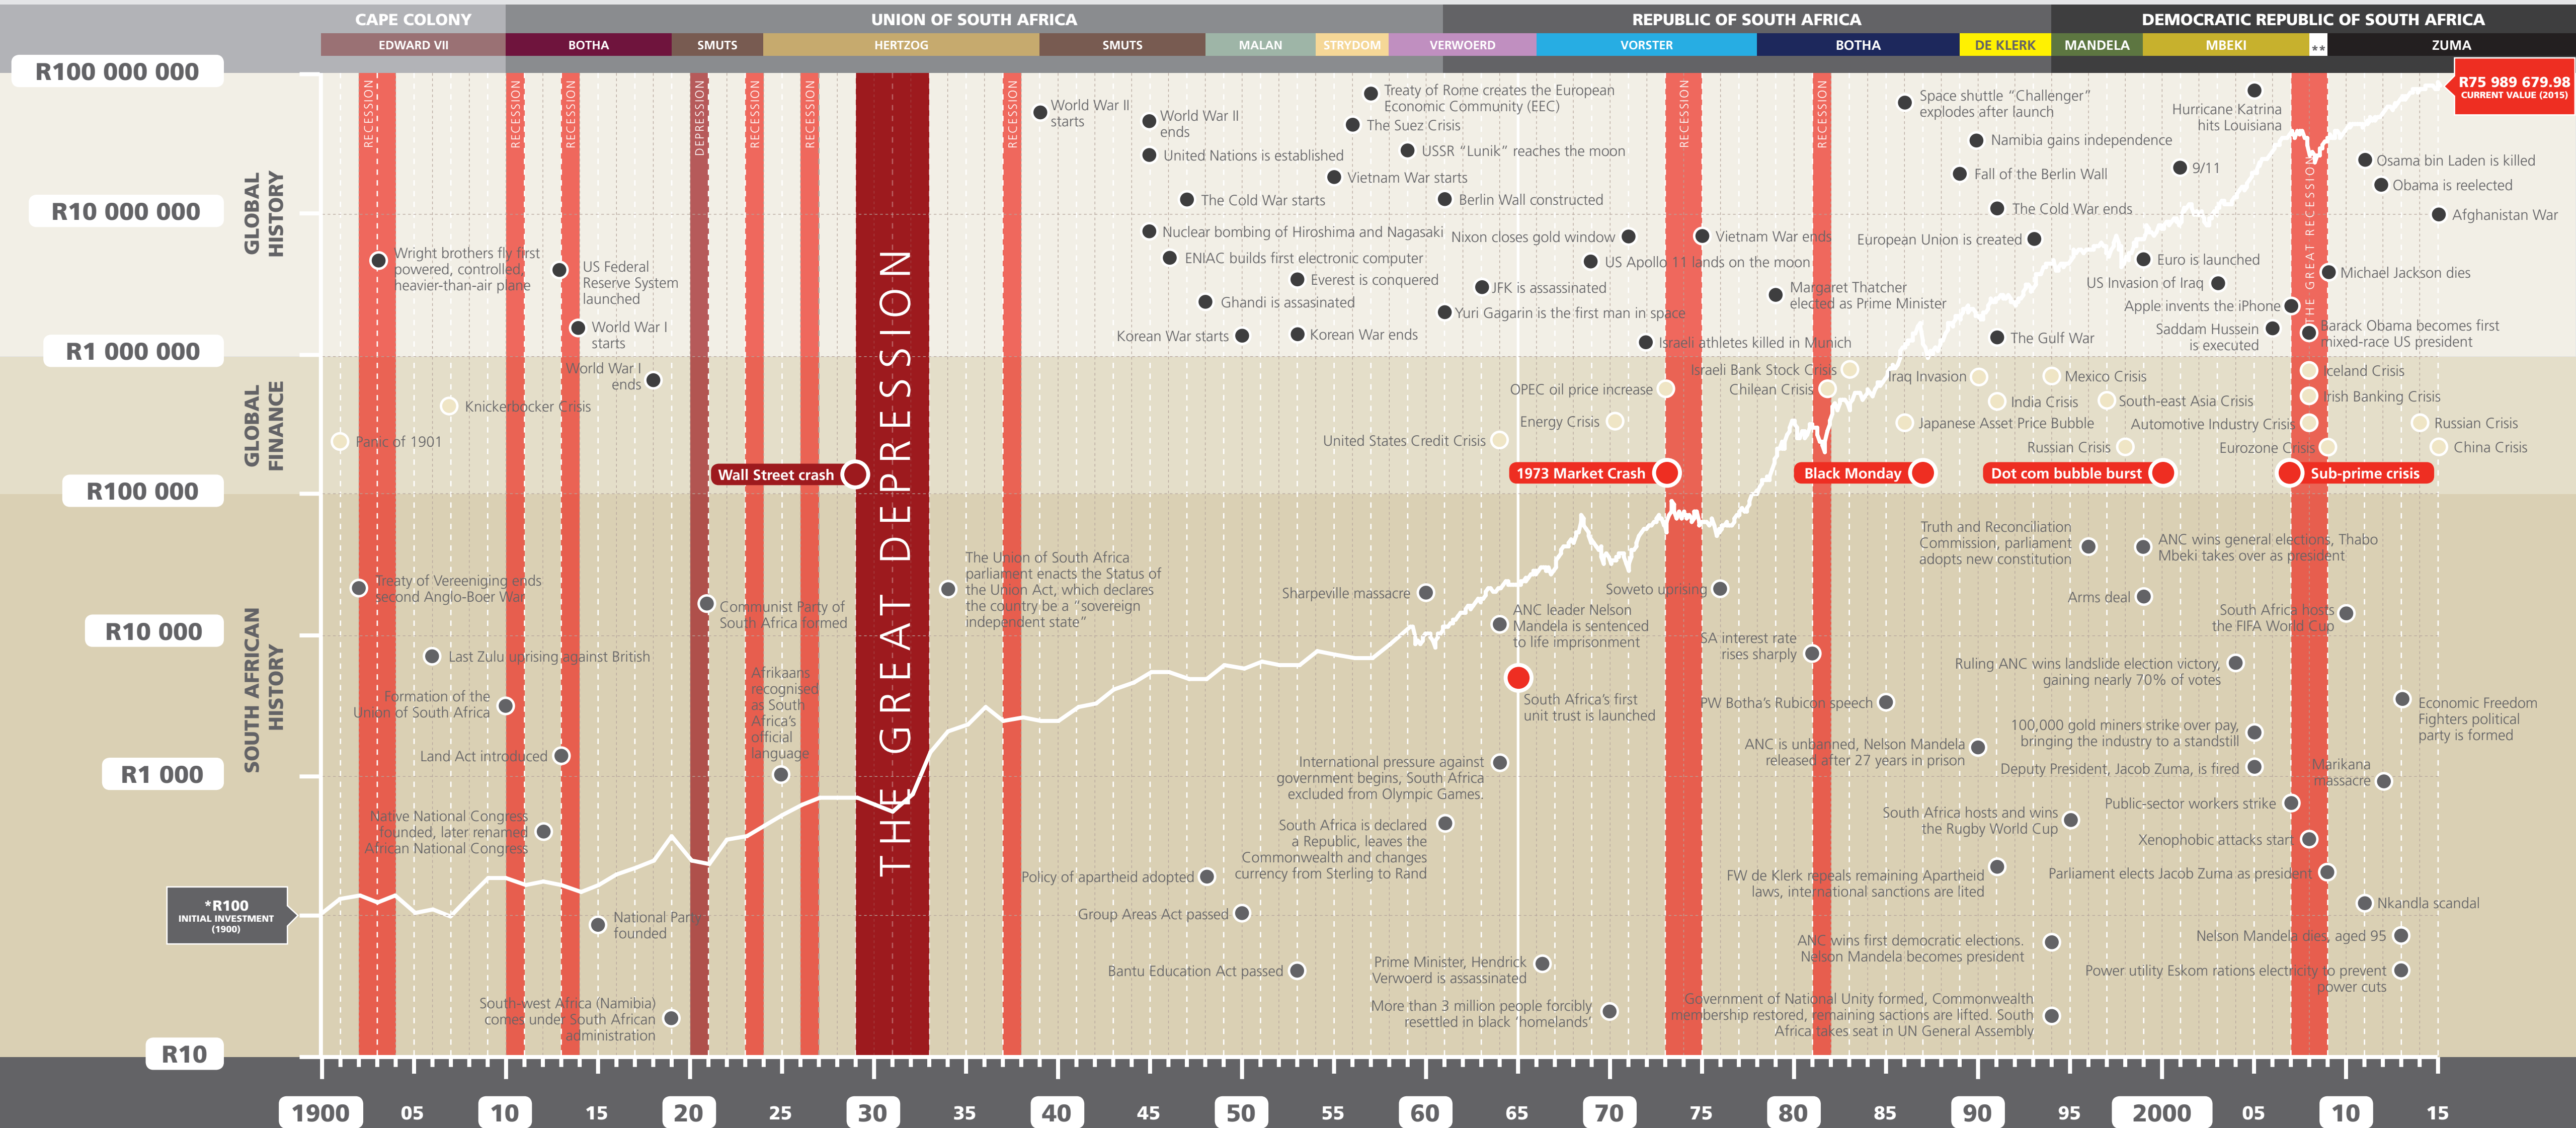 CAPE COLONY
UNION OF SOUTH AFRICA
REPUBLIC OF SOUTH AFRICA
DEMOCRATIC REPUBLIC OF SOUTH AFRICA
EDWARD VII
BOTHA
SMUTS
HERTZOG
SMUTS
MALAN
STRYDOM
VERWOERD
VORSTER
BOTHA
DE KLERK
MANDELA
MBEKI
**
ZUMA
R100 000 000
R10 000 000
R1 000 000
R100 000
R10 000
R1 000
*R100
INITIAL INVESTMENT
(1900)
R10
R75 989 679.98
CURRENT VALUE (2015)
GLOBAL
HISTORY
GLOBAL
FINANCE
SOUTH AFRICAN
HISTORY
RECESSION
RECESSION
RECESSION
DEPRESSION
RECESSION
RECESSION
THE GREAT DEPRESSION
RECESSION
RECESSION
RECESSION
THE GREAT RECESSION
Wright brothers fly first
powered, controlled,
heavier-than-air plane
US Federal
Reserve System
launched
World War I
starts
World War I
ends
World War II
starts
World War II
ends
United Nations is established
The Cold War starts
Nuclear bombing of Hiroshima and Nagasaki
ENIAC builds first electronic computer
Everest is conquered
Ghandi is assasinated
Korean War starts
Korean War ends
Treaty of Rome creates the European
Economic Community (EEC)
The Suez Crisis
USSR “Lunik” reaches the moon
Vietnam War starts
Berlin Wall constructed
Nixon closes gold window
Vietnam War ends
US Apollo 11 lands on the moon
JFK is assassinated
Yuri Gagarin is the first man in space
Israeli athletes killed in Munich
Margaret Thatcher
elected as Prime Minister
Space shuttle “Challenger”
explodes after launch
Namibia gains independence
Fall of the Berlin Wall
The Cold War ends
European Union is created
The Gulf War
Hurricane Katrina
hits Louisiana
9/11
Euro is launched
US Invasion of Iraq
Apple invents the iPhone
Saddam Hussein
is executed
Osama bin Laden is killed
Obama is reelected
Afghanistan War
Michael Jackson dies
Barack Obama becomes first
mixed-race US president
Panic of 1901
Knickerbocker Crisis
Wall Street crash
United States Credit Crisis
Energy Crisis
OPEC oil price increase
1973 Market Crash
Israeli Bank Stock Crisis
Chilean Crisis
Black Monday
Iraq Invasion
Japanese Asset Price Bubble
India Crisis
Mexico Crisis
South-east Asia Crisis
Russian Crisis
Dot com bubble burst
Automotive Industry Crisis
Eurozone Crisis
Iceland Crisis
Irish Banking Crisis
Sub-prime crisis
Russian Crisis
China Crisis
Treaty of Vereeniging ends
second Anglo-Boer War
Last Zulu uprising against British
Formation of the
Union of South Africa
Land Act introduced
Native National Congress
founded, later renamed
African National Congress
National Party
founded
South-west Africa (Namibia)
comes under South African
administration
Communist Party of
South Africa formed
Afrikaans
recognised
as South
Africa’s
official
language
The Union of South Africa
parliament enacts the Status of
the Union Act, which declares
the country be a “sovereign
independent state“
Policy of apartheid adopted
Group Areas Act passed
Bantu Education Act passed
Sharpeville massacre
ANC leader Nelson
Mandela is sentenced
to life imprisonment
South Africa’s first
unit trust is launched
International pressure against
government begins, South Africa
excluded from Olympic Games.
South Africa is declared
a Republic, leaves the
Commonwealth and changes
currency from Sterling to Rand
Prime Minister, Hendrick
Verwoerd is assassinated
More than 3 million people forcibly
resettled in black ‘homelands’
Soweto uprising
SA interest rate
rises sharply
PW Botha’s Rubicon speech
ANC is unbanned, Nelson Mandela
released after 27 years in prison
FW de Klerk repeals remaining Apartheid
laws, international sanctions are lited
ANC wins first democratic elections.
Nelson Mandela becomes president
Government of National Unity formed, Commonwealth
membership restored, remaining sactions are lifted. South
Africa takes seat in UN General Assembly
Truth and Reconciliation
Commission, parliament
adopts new constitution
ANC wins general elections, Thabo
Mbeki takes over as president
Arms deal
South Africa hosts
the FIFA World Cup
Ruling ANC wins landslide election victory,
gaining nearly 70% of votes
100,000 gold miners strike over pay,
bringing the industry to a standstill
Deputy President, Jacob Zuma, is fired
South Africa hosts and wins
the Rugby World Cup
Public-sector workers strike
Xenophobic attacks start
Parliament elects Jacob Zuma as president
Economic Freedom
Fighters political
party is formed
Marikana
massacre
Nkandla scandal
Nelson Mandela dies, aged 95
Power utility Eskom rations electricity to prevent
power cuts
1900
05
10
15
20
25
30
35
40
45
50
55
60
65
70
75
80
85
90
95
2000
05
10
15